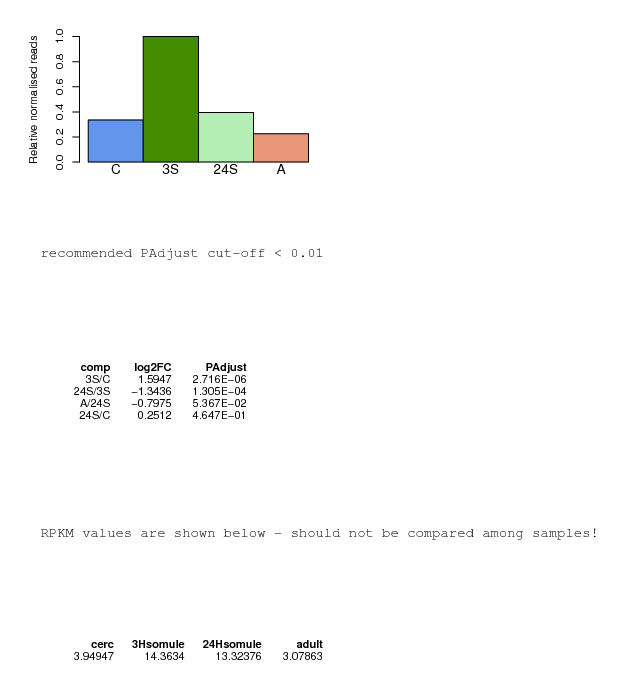 Relative normalised reads
1.0
0.8
0.6
0.4
0.2
0.0
C 3S 24S A
recommended PAdjust cut-off < 0.01
comp log2FC PAdjust
3S/C 1.5947 2.716E-06
24S/3S -1.3436 1.305E-04
A/24S -0.7975 5.367E-02
24S/C 0.2512 4.647E-01
RPKM values are shown below - should not be compared among samples!
cerc 3Hsomule 24Hsomule adult
3.94947 14.3634 13.32376 3.07863